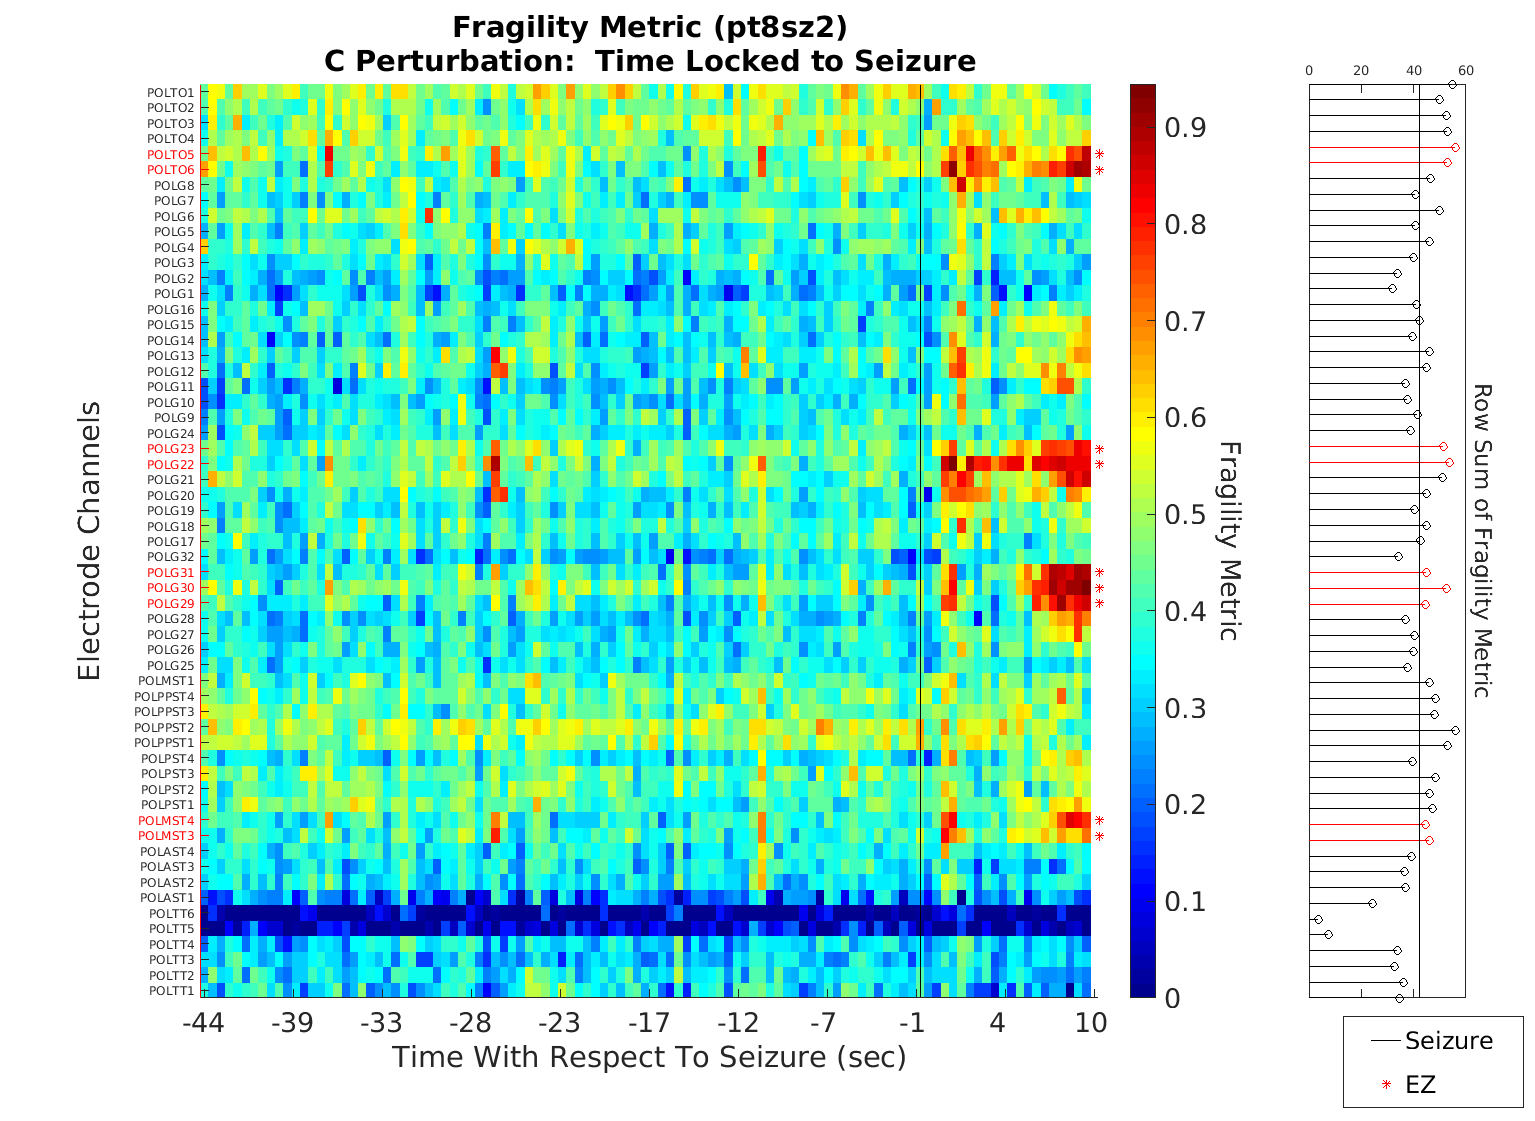 Fragility Metric (pt8sz2)
C Perturbation:  Time Locked to Seizure
Electrode Channels
POLTO1
POLTO2
POLTO3
POLTO4
POLTO5
POLTO6
POLG8
POLG7
POLG6
POLG5
POLG4
POLG3
POLG2
POLG1
POLG16
POLG15
POLG14
POLG13
POLG12
POLG11
POLG10
POLG9
POLG24
POLG23
POLG22
POLG21
POLG20
POLG19
POLG18
POLG17
POLG32
POLG31
POLG30
POLG29
POLG28
POLG27
POLG26
POLG25
POLMST1
POLPPST4
POLPPST3
POLPPST2
POLPPST1
POLPST4
POLPST3
POLPST2
POLPST1
POLMST4
POLMST3
POLAST4
POLAST3
POLAST2
POLAST1
POLTT6
POLTT5
POLTT4
POLTT3
POLTT2
POLTT1
-44 -39 -33 -28 -23 -17 -12 -7 -1 4 10
Time With Respect To Seizure (sec)
0.9
0.8
0.7
0.6
0.5
0.4
0.3
0.2
0.1
0
Fragility Metric
0 20 40 60
Row Sum of Fragility Metric
Seizure
EZ